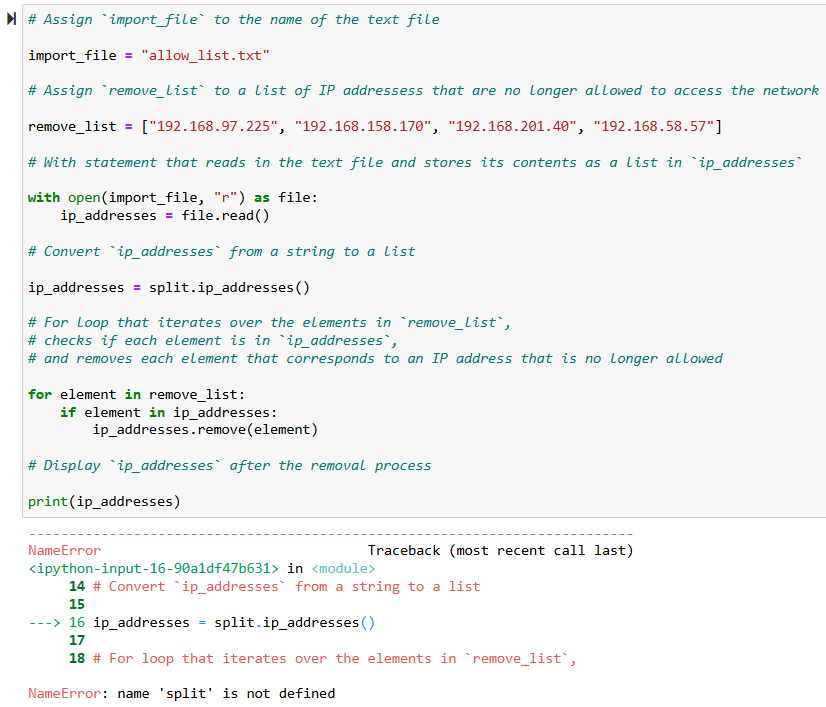 # Assign `import_file` to the name of the text file
import_file = "allow_list.txt"
# Assign `remove_list` to a list of IP addressess that are no longer allowed to access the network
remove_list = ["192.168.97.225", "192.168.158.170", "192.168.201.40", "192.168.58.57"]
# With statement that reads in the text file and stores its contents as a list in `ip_addresses`
with open(import_file, "r") as file:
    ip_addresses = file.read()
# Convert `ip_addresses` from a string to a list
ip_addresses = split.ip_addresses()
# For loop that iterates over the elements in `remove_list`,
# checks if each element is in `ip_addresses`,
# and removes each element that corresponds to an IP address that is no longer allowed
for element in remove_list:
    if element in ip_addresses:
        ip_addresses.remove(element)
# Display `ip_addresses` after the removal process
print(ip_addresses)
---------------------------------------------------------------------------
NameError                                 Traceback (most recent call last)
<ipython-input-16-90a1df47b631> in <module>
     14 # Convert `ip_addresses` from a string to a list
     15
---> 16 ip_addresses = split.ip_addresses()
     17
     18 # For loop that iterates over the elements in `remove_list`,
NameError: name 'split' is not defined